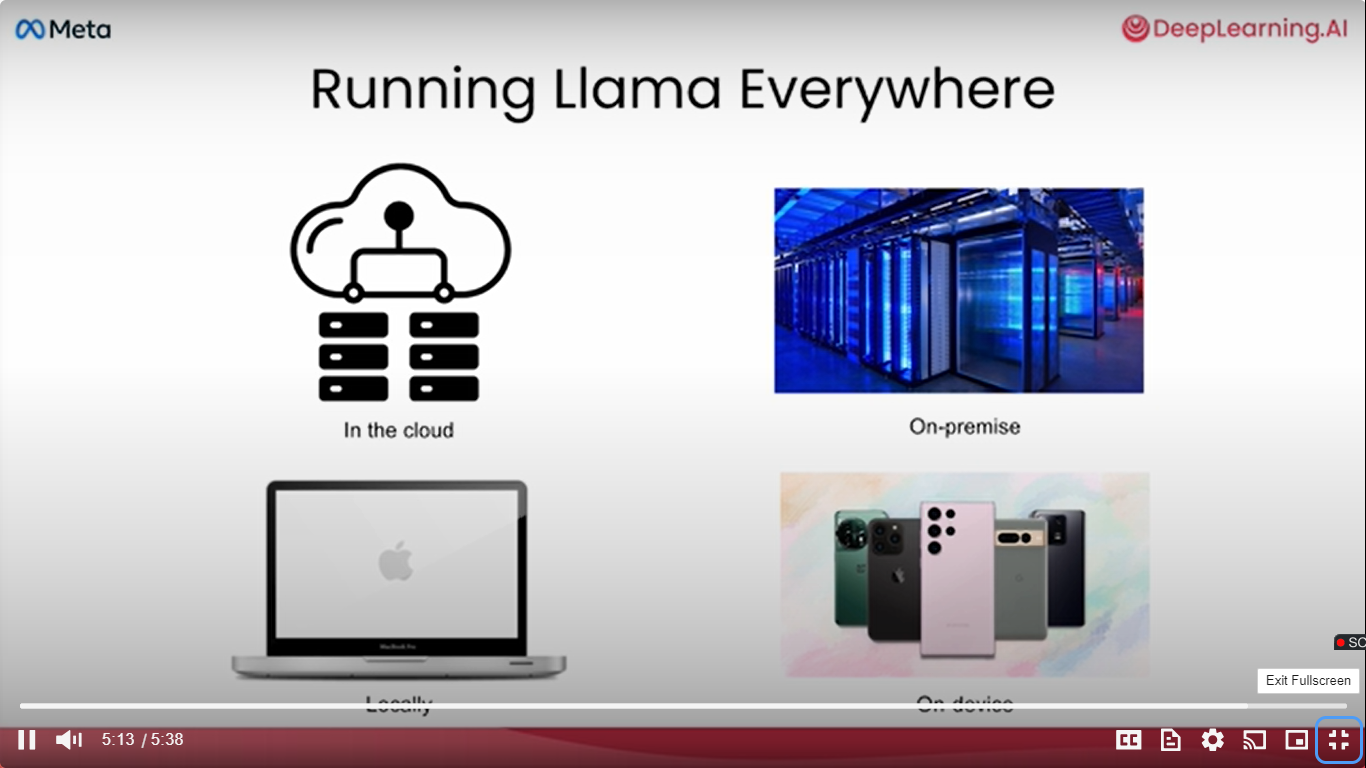 Meta
DeepLearning.AI
Running Llama Everywhere
In the cloud
On-premise
MacBook Pro
Locally
On-device
SC
Exit Fullscreen
5:13 / 5:38
CC